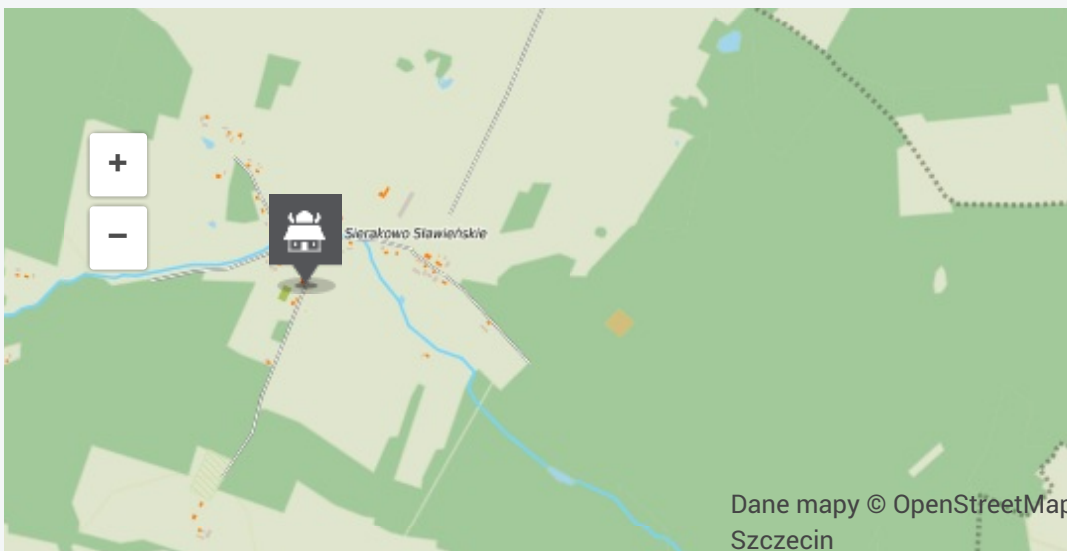 +
Sierakowo Sławieńskie
−
Dane mapy © OpenStreetMap
Szczecin